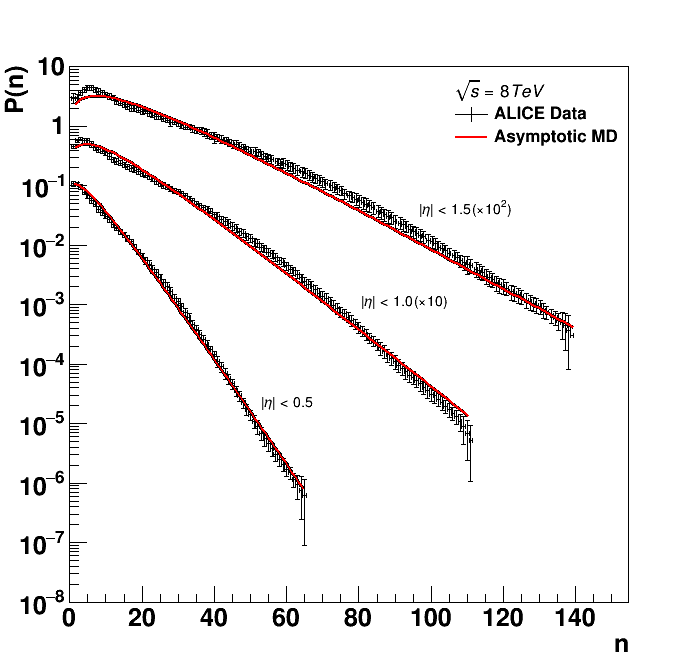 P(n)
10
1
10^−1
10^−2
10^−3
10^−4
10^−5
10^−6
10^−7
10^−8
√s = 8TeV
ALICE Data
Asymptotic MD
|η| < 1.5(×10^2)
|η| < 1.0(×10)
|η| < 0.5
0 20 40 60 80 100 120 140
n